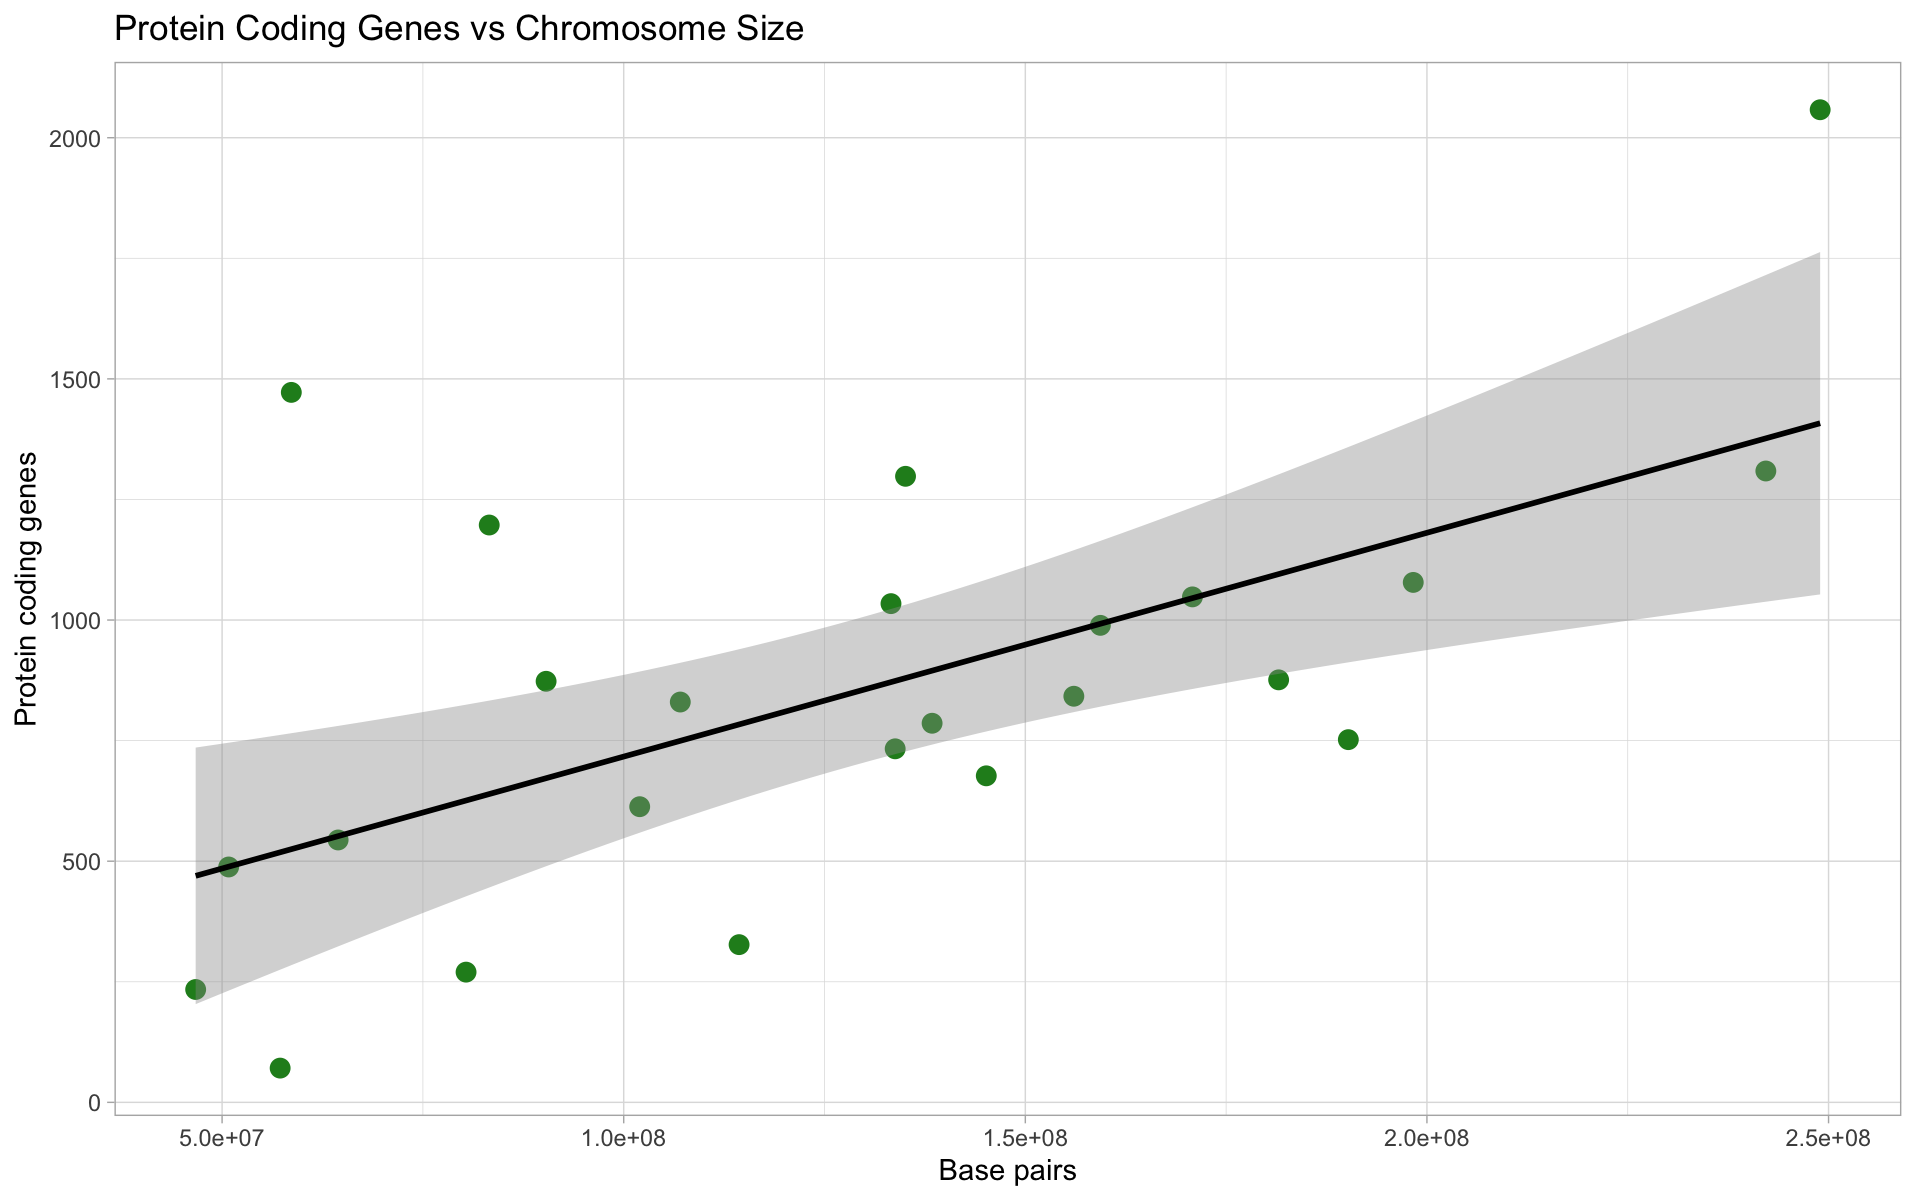 Protein Coding Genes vs Chromosome Size
Protein coding genes
2000
1500
1000
500
0
5.0e+07 1.0e+08 1.5e+08 2.0e+08 2.5e+08
Base pairs